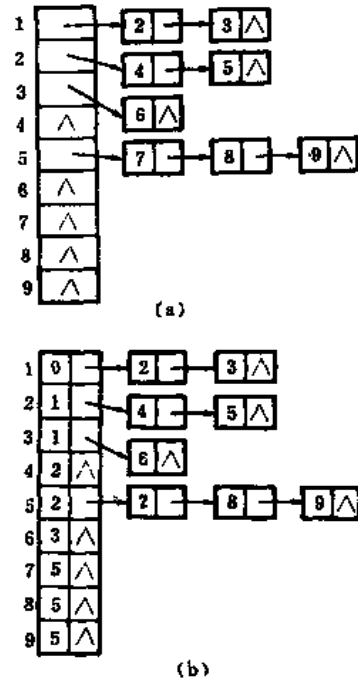 1 2 3 ∧
2 4 5 ∧
3 6 ∧
4 ∧
5 7 8 9 ∧
6 ∧
7 ∧
8 ∧
9 ∧
(a)
1 0 2 3 ∧
2 1 4 5 ∧
3 1 6 ∧
4 2 ∧
5 2 7 8 9 ∧
6 3 ∧
7 5 ∧
8 5 ∧
9 5 ∧
(b)